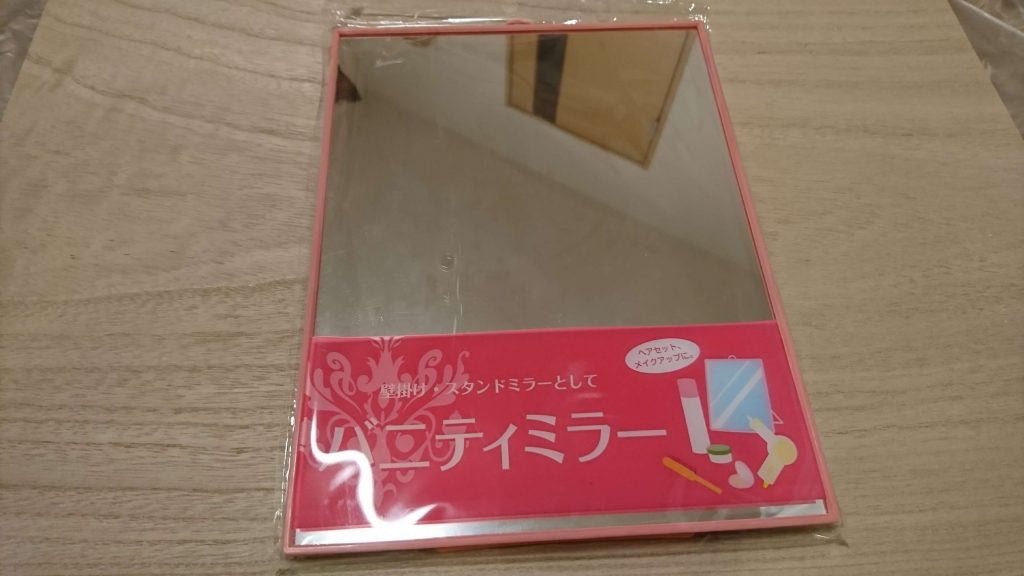 ヘアセット、
メイクアップに。
壁掛け・スタンドミラーとして
バニティミラー